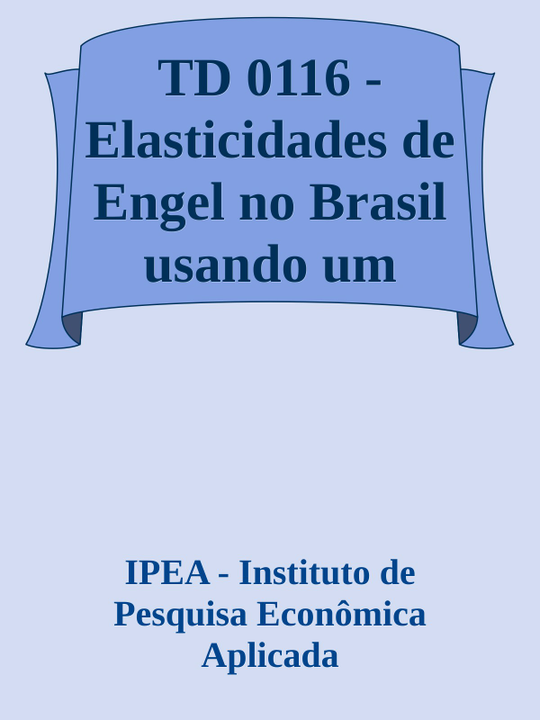 TD 0116 -
Elasticidades de
Engel no Brasil
usando um
IPEA - Instituto de
Pesquisa Econômica
Aplicada